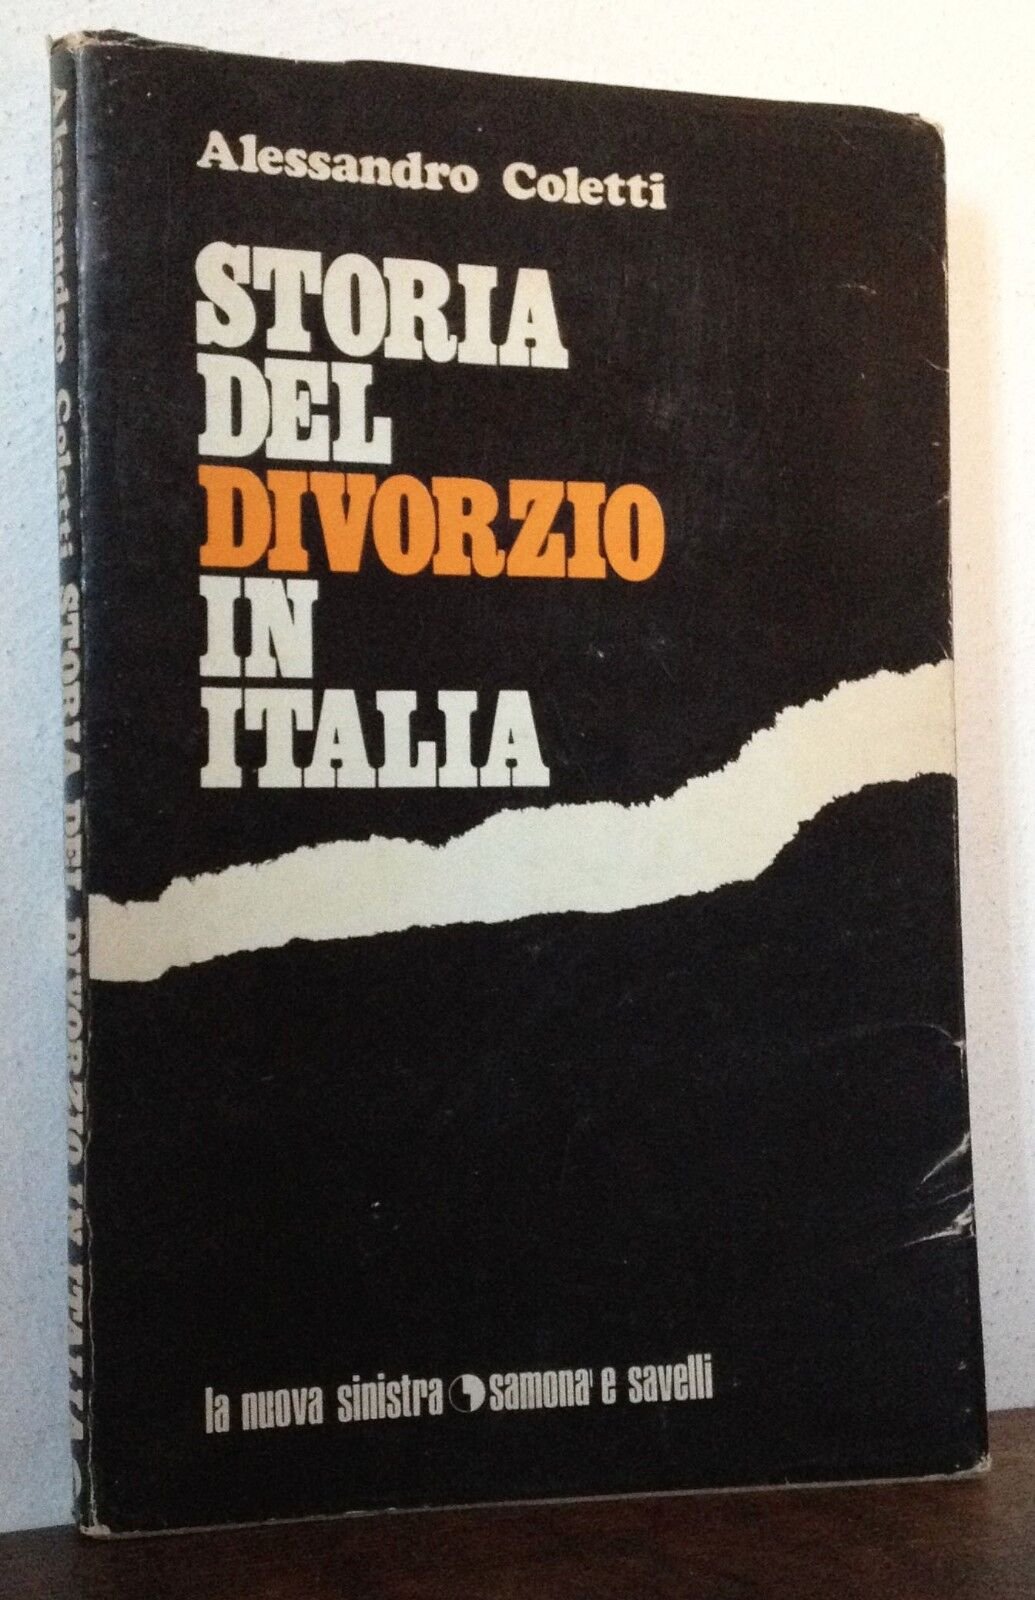 Alessandro Coletti
STORIA
DEL
DIVORZIO
IN
ITALIA
la nuova sinistra samona' e savelli
Alessandro Coletti STORIA DEL DIVORZIO IN ITALIA